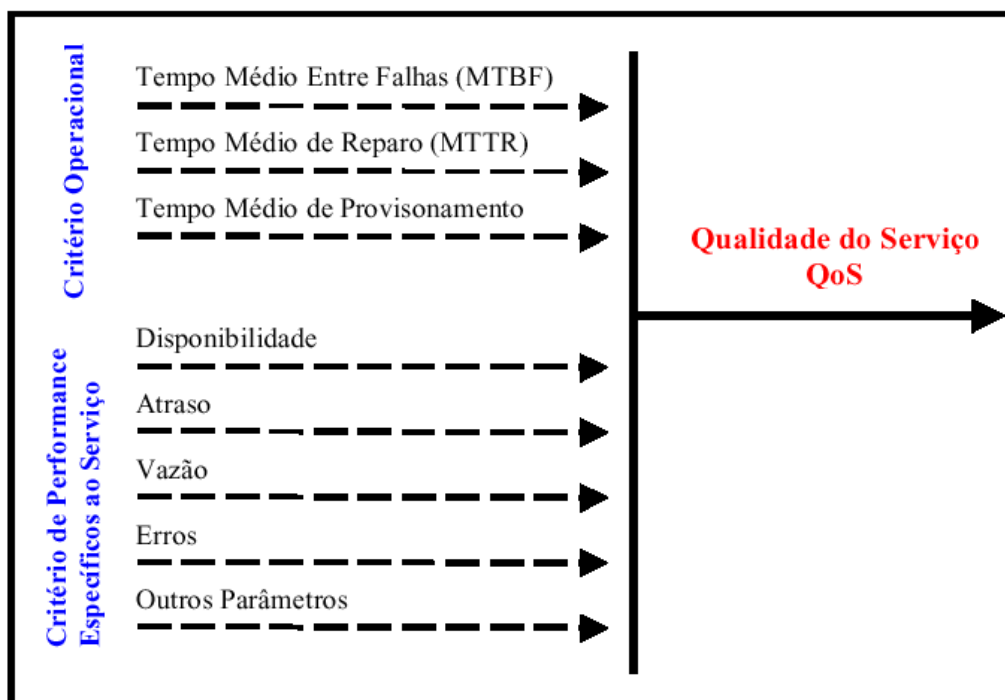 Critério Operacional
Tempo Médio Entre Falhas (MTBF)
Tempo Médio de Reparo (MTTR)
Tempo Médio de Provisonamento
Qualidade do Serviço
QoS
Critério de Performance
Específicos ao Serviço
Disponibilidade
Atraso
Vazão
Erros
Outros Parâmetros